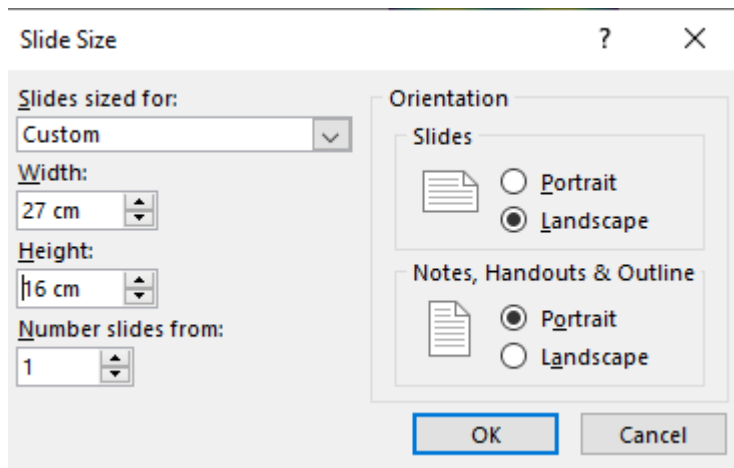 Slide Size
Slides sized for:
Custom
Width:
27 cm
Height:
16 cm
Number slides from:
1
Orientation
Slides
Portrait
Landscape
Notes, Handouts & Outline
Portrait
Landscape
OK
Cancel